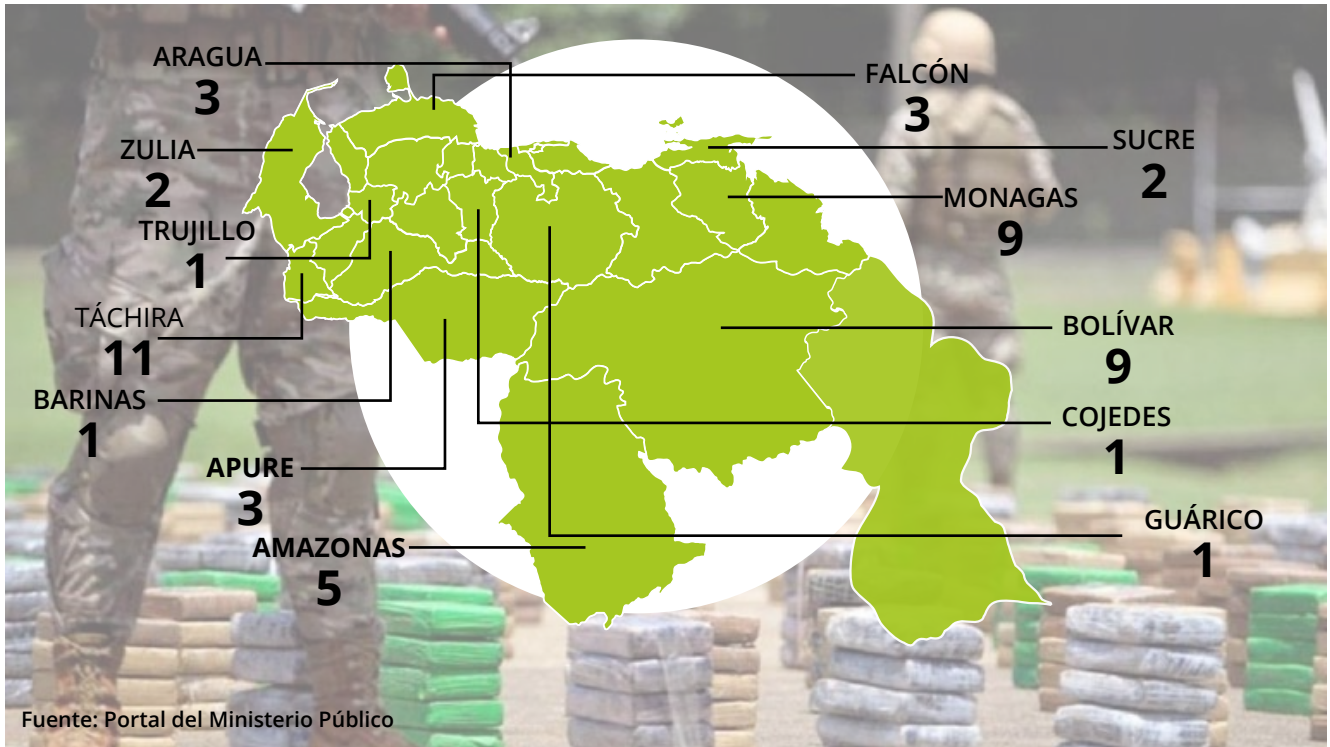 ARAGUA
3
ZULIA
2
TRUJILLO
1
TÁCHIRA
11
BARINAS
1
APURE
3
AMAZONAS
5
FALCÓN
3
SUCRE
2
MONAGAS
9
BOLÍVAR
9
COJEDES
1
GUÁRICO
1
Fuente: Portal del Ministerio Público